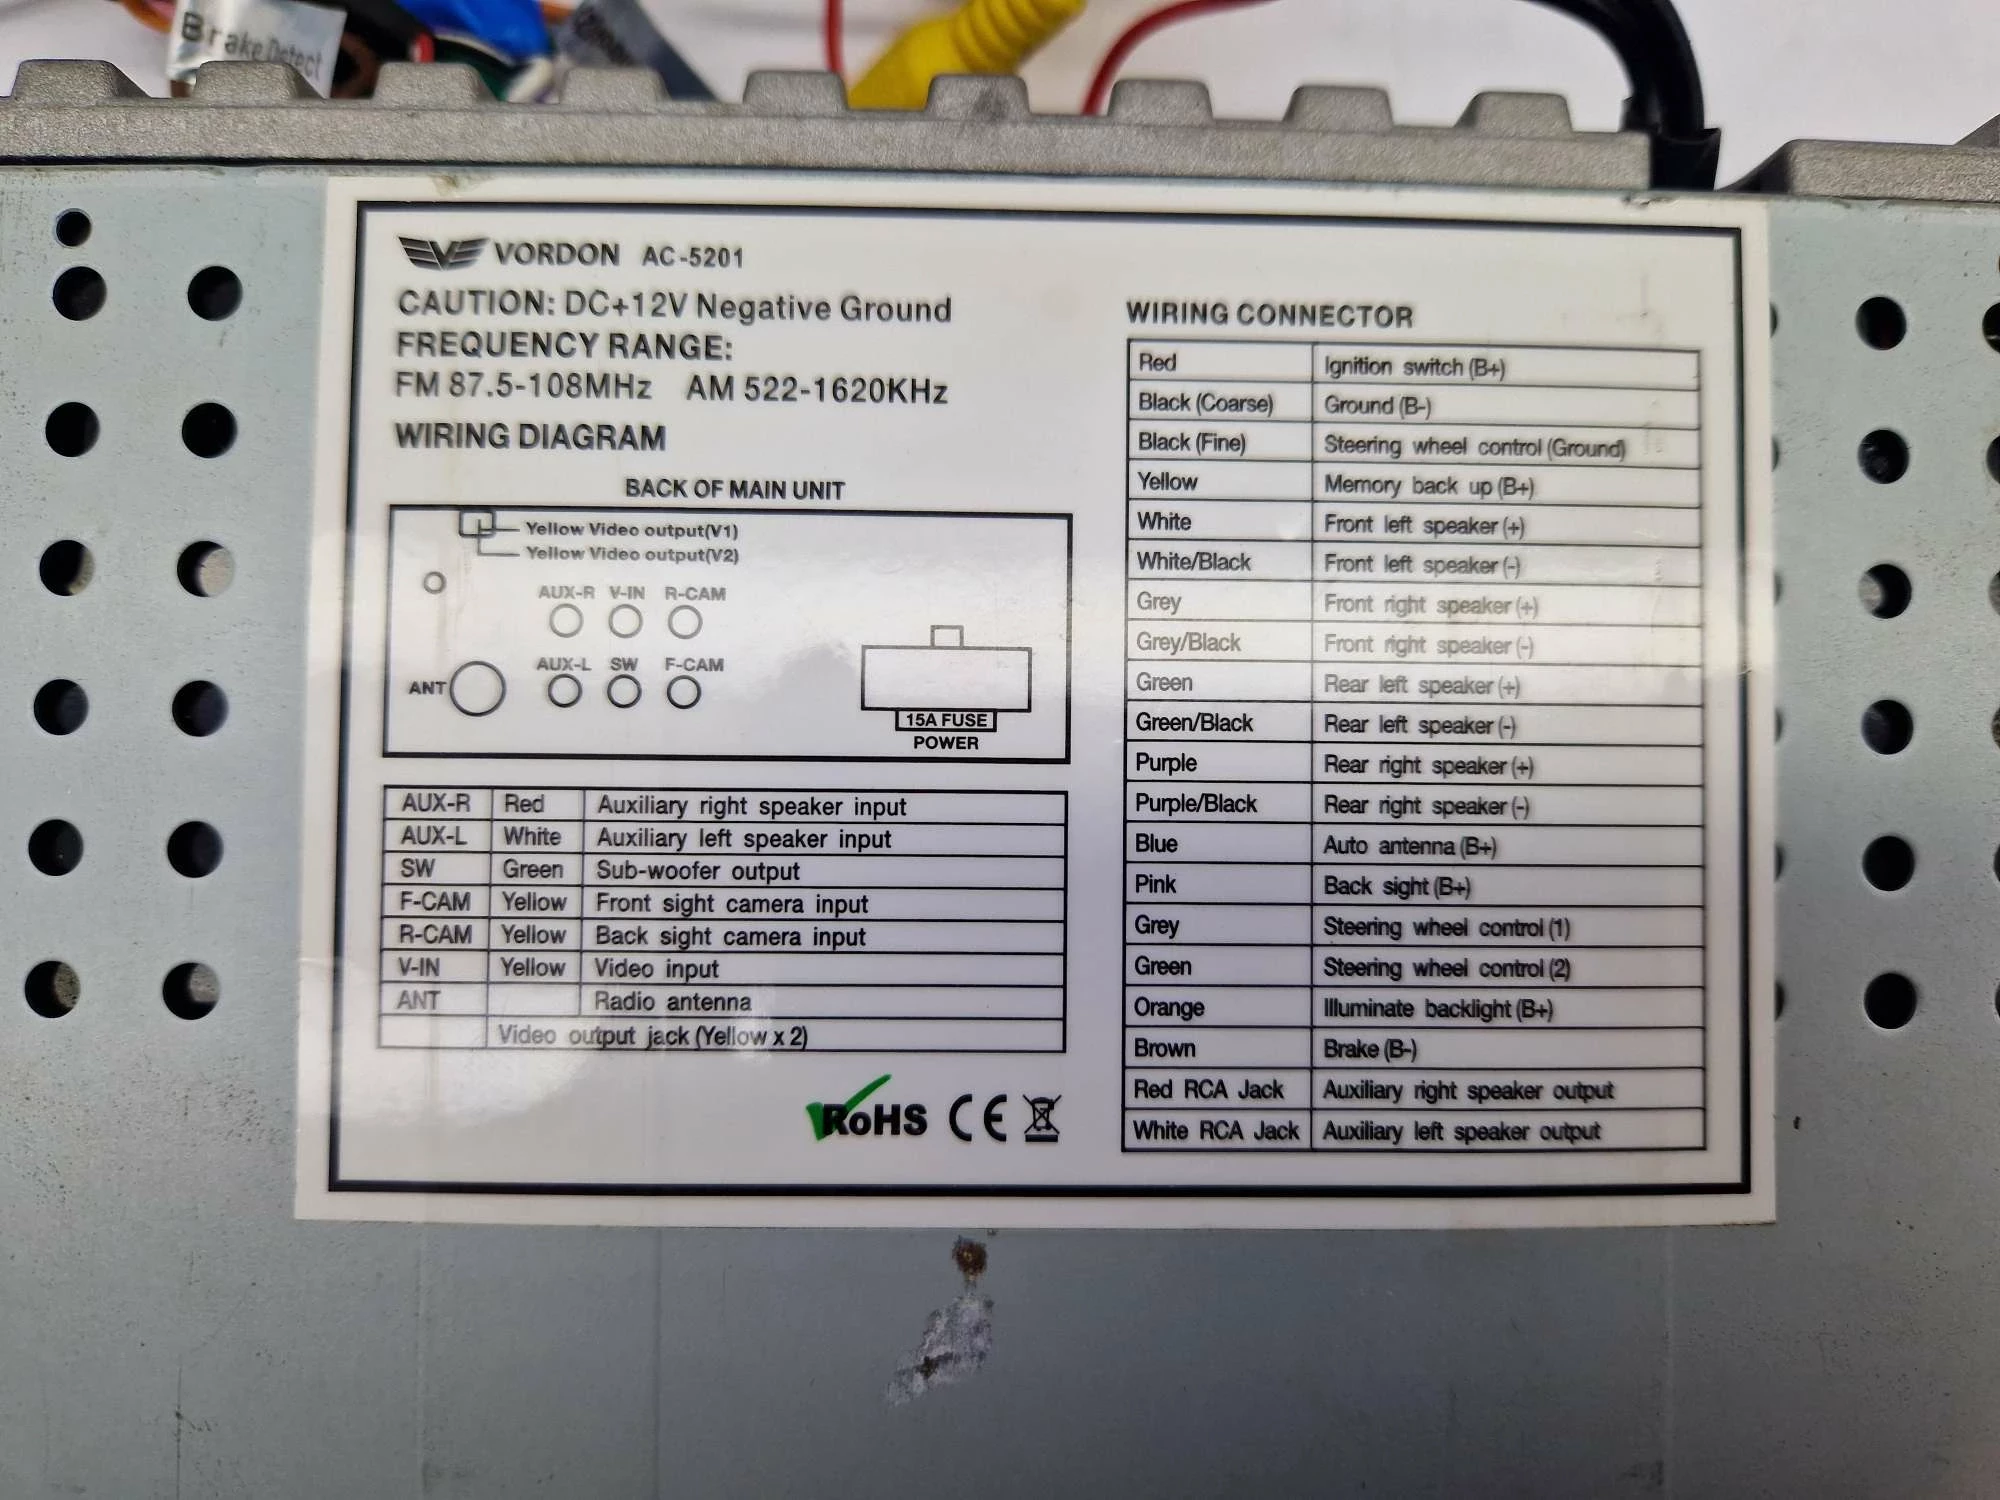 Brake Detect
VORDON AC-5201
CAUTION: DC+12V Negative Ground
FREQUENCY RANGE:
FM 87.5-108MHz AM 522-1620KHz
WIRING DIAGRAM
BACK OF MAIN UNIT
Yellow Video output(V1)
Yellow Video output(V2)
AUX-R V-IN R-CAM
AUX-L SW F-CAM
ANT
15A FUSE
POWER
AUX-R Red Auxiliary right speaker input
AUX-L White Auxiliary left speaker input
SW Green Sub-woofer output
F-CAM Yellow Front sight camera input
R-CAM Yellow Back sight camera input
V-IN Yellow Video input
ANT Radio antenna
Video output jack (Yellow x 2)
RoHS CE
WIRING CONNECTOR
Red Ignition switch (B+)
Black (Coarse) Ground (B-)
Black (Fine) Steering wheel control (Ground)
Yellow Memory back up (B+)
White Front left speaker (+)
White/Black Front left speaker (-)
Grey Front right speaker (+)
Grey/Black Front right speaker (-)
Green Rear left speaker (+)
Green/Black Rear left speaker (-)
Purple Rear right speaker (+)
Purple/Black Rear right speaker (-)
Blue Auto antenna (B+)
Pink Back sight (B+)
Grey Steering wheel control (1)
Green Steering wheel control (2)
Orange Illuminate backlight (B+)
Brown Brake (B-)
Red RCA Jack Auxiliary right speaker output
White RCA Jack Auxiliary left speaker output